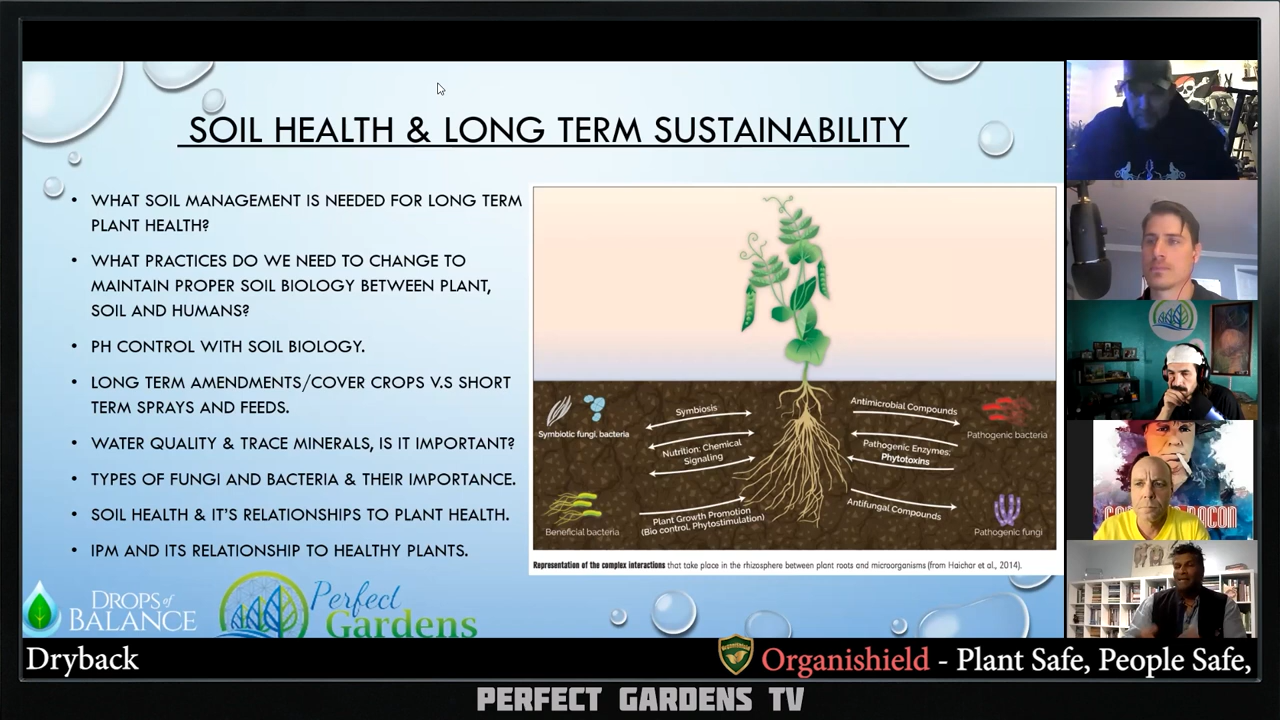 SOIL HEALTH & LONG TERM SUSTAINABILITY
• WHAT SOIL MANAGEMENT IS NEEDED FOR LONG TERM
PLANT HEALTH?
• WHAT PRACTICES DO WE NEED TO CHANGE TO
MAINTAIN PROPER SOIL BIOLOGY BETWEEN PLANT,
SOIL AND HUMANS?
• PH CONTROL WITH SOIL BIOLOGY.
• LONG TERM AMENDMENTS/COVER CROPS V.S SHORT
TERM SPRAYS AND FEEDS.
• WATER QUALITY & TRACE MINERALS, IS IT IMPORTANT?
• TYPES OF FUNGI AND BACTERIA & THEIR IMPORTANCE.
• SOIL HEALTH & IT'S RELATIONSHIPS TO PLANT HEALTH.
• IPM AND ITS RELATIONSHIP TO HEALTHY PLANTS.
Symbiotic fungi, bacteria
Symbiosis
Nutrition; Chemical
Signaling
Beneficial bacteria
Plant Growth Promotion
(Bio control, Phytostimulation)
Antimicrobial Compounds
Pathogenic bacteria
Pathogenic Enzymes;
Phytotoxins
Antifungal Compounds
Pathogenic fungi
Representation of the complex interactions that take place in the rhizosphere between plant roots and microorganisms (from Haichar et al., 2014).
DROPS of
BALANCE
Perfect
Gardens
Dryback
Organishield - Plant Safe, People Safe,
PERFECT GARDENS TV